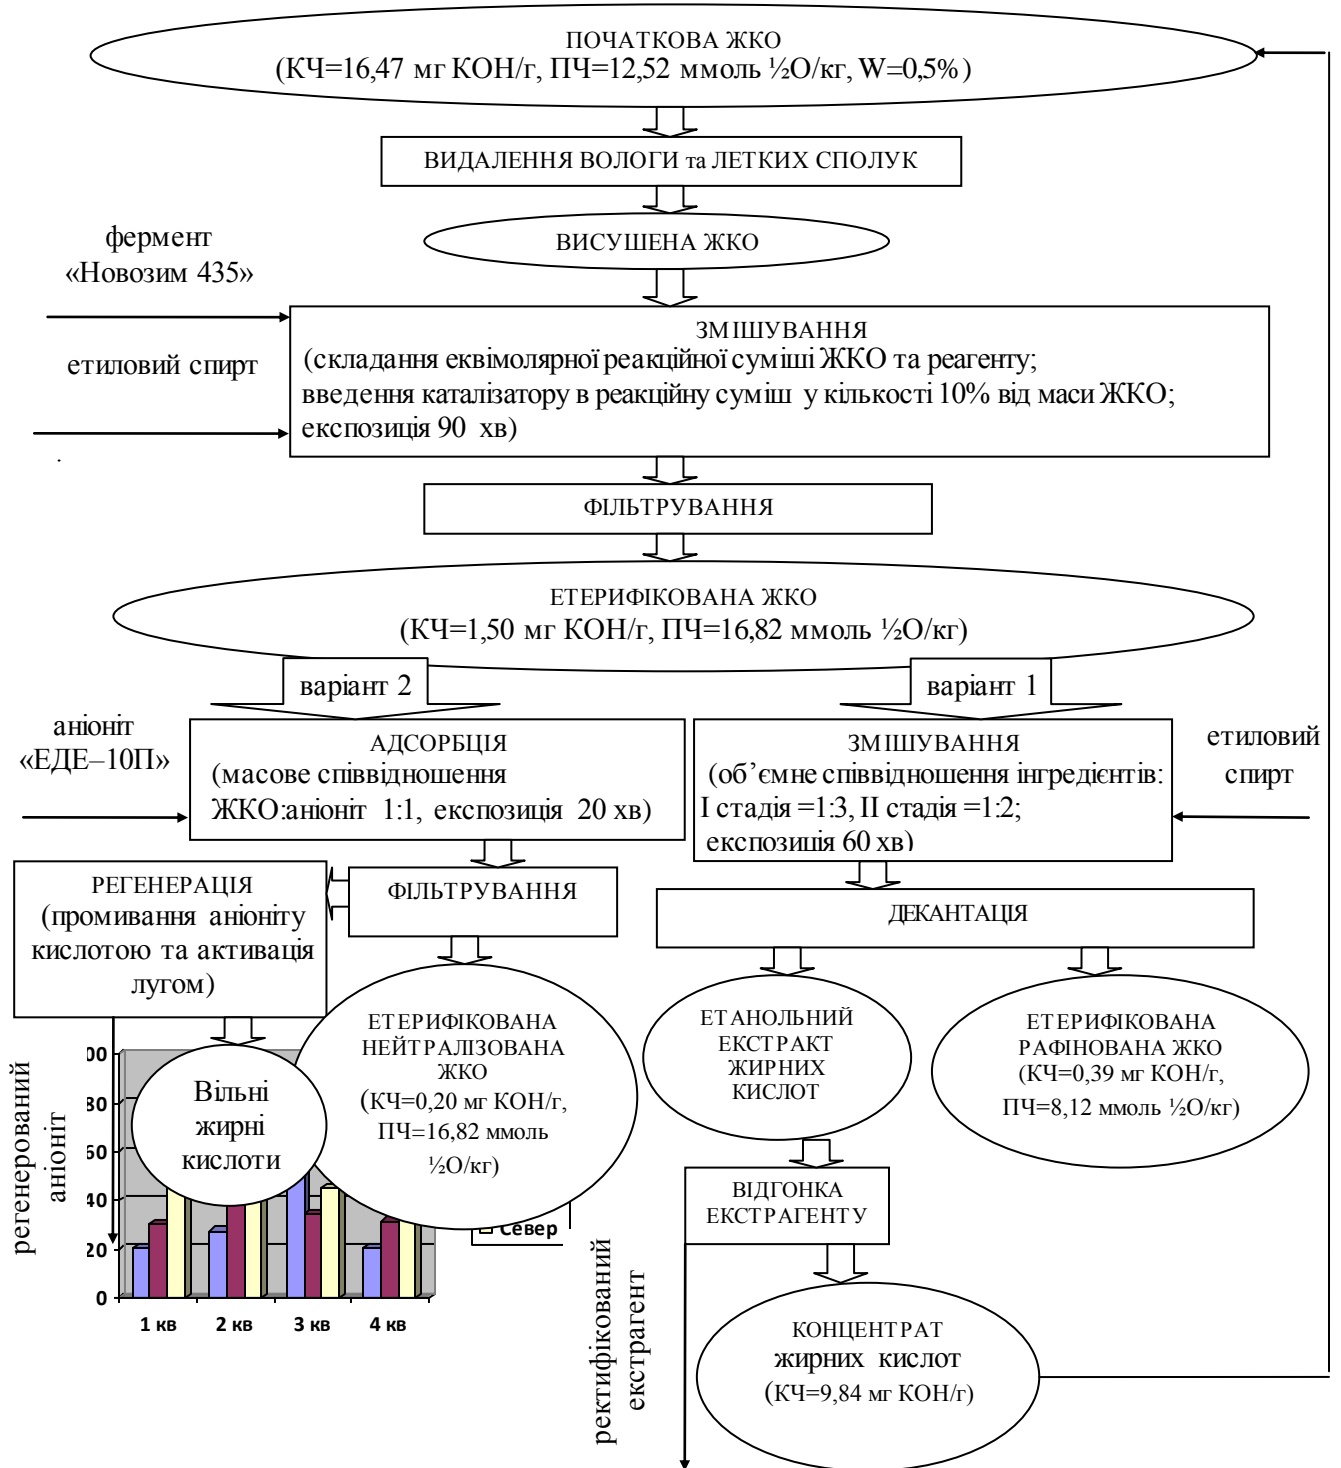 ПОЧАТКОВА ЖКО
(КЧ=16,47 мг КОН/г, ПЧ=12,52 ммоль ½О/кг, W=0,5%)
ВИДАЛЕННЯ ВОЛОГИ та ЛЕТКИХ СПОЛУК
ВИСУШЕНА ЖКО
фермент
«Новозим 435»
етиловий спирт
ЗМІШУВАННЯ
(складання еквімолярної реакційної суміші ЖКО та реагенту;
введення каталізатору в реакційну суміш у кількості 10% від маси ЖКО;
експозиція 90 хв)
ФІЛЬТРУВАННЯ
ЕТЕРИФІКОВАНА ЖКО
(КЧ=1,50 мг КОН/г, ПЧ=16,82 ммоль ½О/кг)
варіант 2
варіант 1
аніоніт
«ЕДЕ–10П»
АДСОРБЦІЯ
(масове співвідношення
ЖКО:аніоніт 1:1, експозиція 20 хв)
ЗМІШУВАННЯ
(об’ємне співвідношення інгредієнтів:
І стадія =1:3, ІІ стадія =1:2;
експозиція 60 хв)
етиловий
спирт
РЕГЕНЕРАЦІЯ
(промивання аніоніту
кислотою та активація
лугом)
ФІЛЬТРУВАННЯ
ДЕКАНТАЦІЯ
ЕТЕРИФІКОВАНА
НЕЙТРАЛІЗОВАНА
ЖКО
(КЧ=0,20 мг КОН/г,
ПЧ=16,82 ммоль
½О/кг)
ЕТАНОЛЬНИЙ
ЕКСТРАКТ
ЖИРНИХ
КИСЛОТ
ЕТЕРИФІКОВАНА
РАФІНОВАНА ЖКО
(КЧ=0,39 мг КОН/г,
ПЧ=8,12 ммоль ½О/кг)
регенерований
аніоніт
Вільні
жирні
кислоти
00
80
60
40
20
0
1 кв 2 кв 3 кв 4 кв
Север
ВІДГОНКА
ЕКСТРАГЕНТУ
ректифікований
екстрагент
КОНЦЕНТРАТ
жирних кислот
(КЧ=9,84 мг КОН/г)